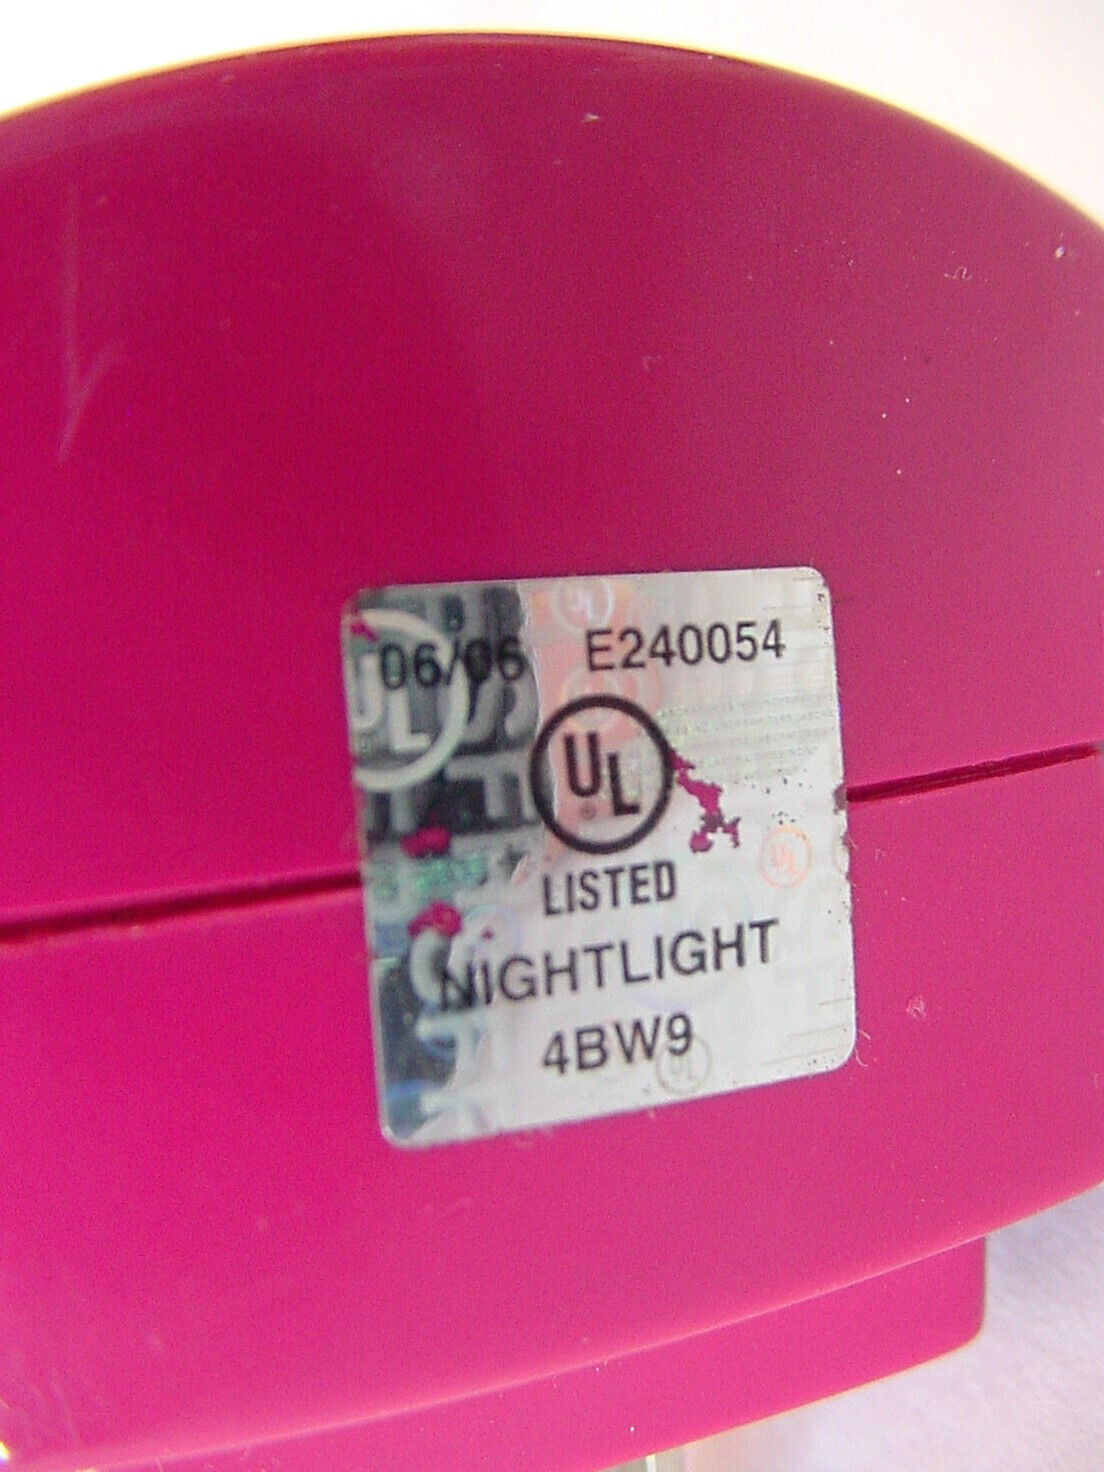 06/06 E240054
UL
LISTED
NIGHTLIGHT
4BW9